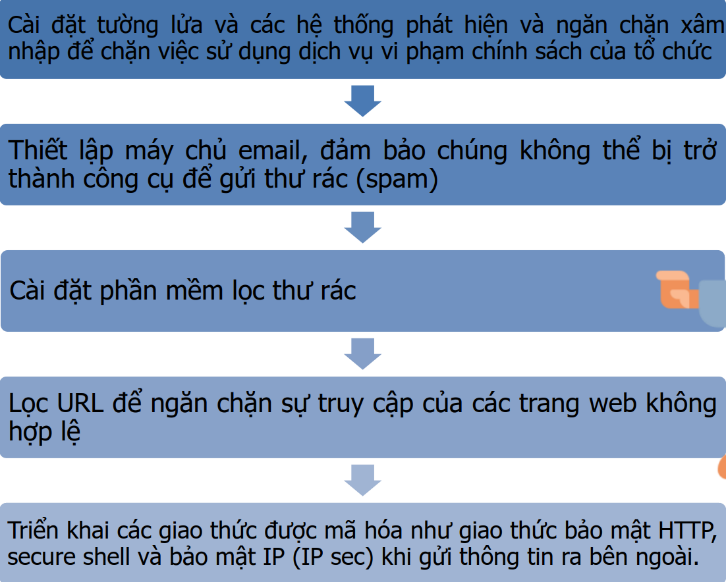 Cài đặt tường lửa và các hệ thống phát hiện và ngăn chặn xâm
nhập để chặn việc sử dụng dịch vụ vi phạm chính sách của tổ chức
Thiết lập máy chủ email, đảm bảo chúng không thể bị trở
thành công cụ để gửi thư rác (spam)
Cài đặt phần mềm lọc thư rác
Lọc URL để ngăn chặn sự truy cập của các trang web không
hợp lệ
Triển khai các giao thức được mã hóa như giao thức bảo mật HTTP,
secure shell và bảo mật IP (IP sec) khi gửi thông tin ra bên ngoài.